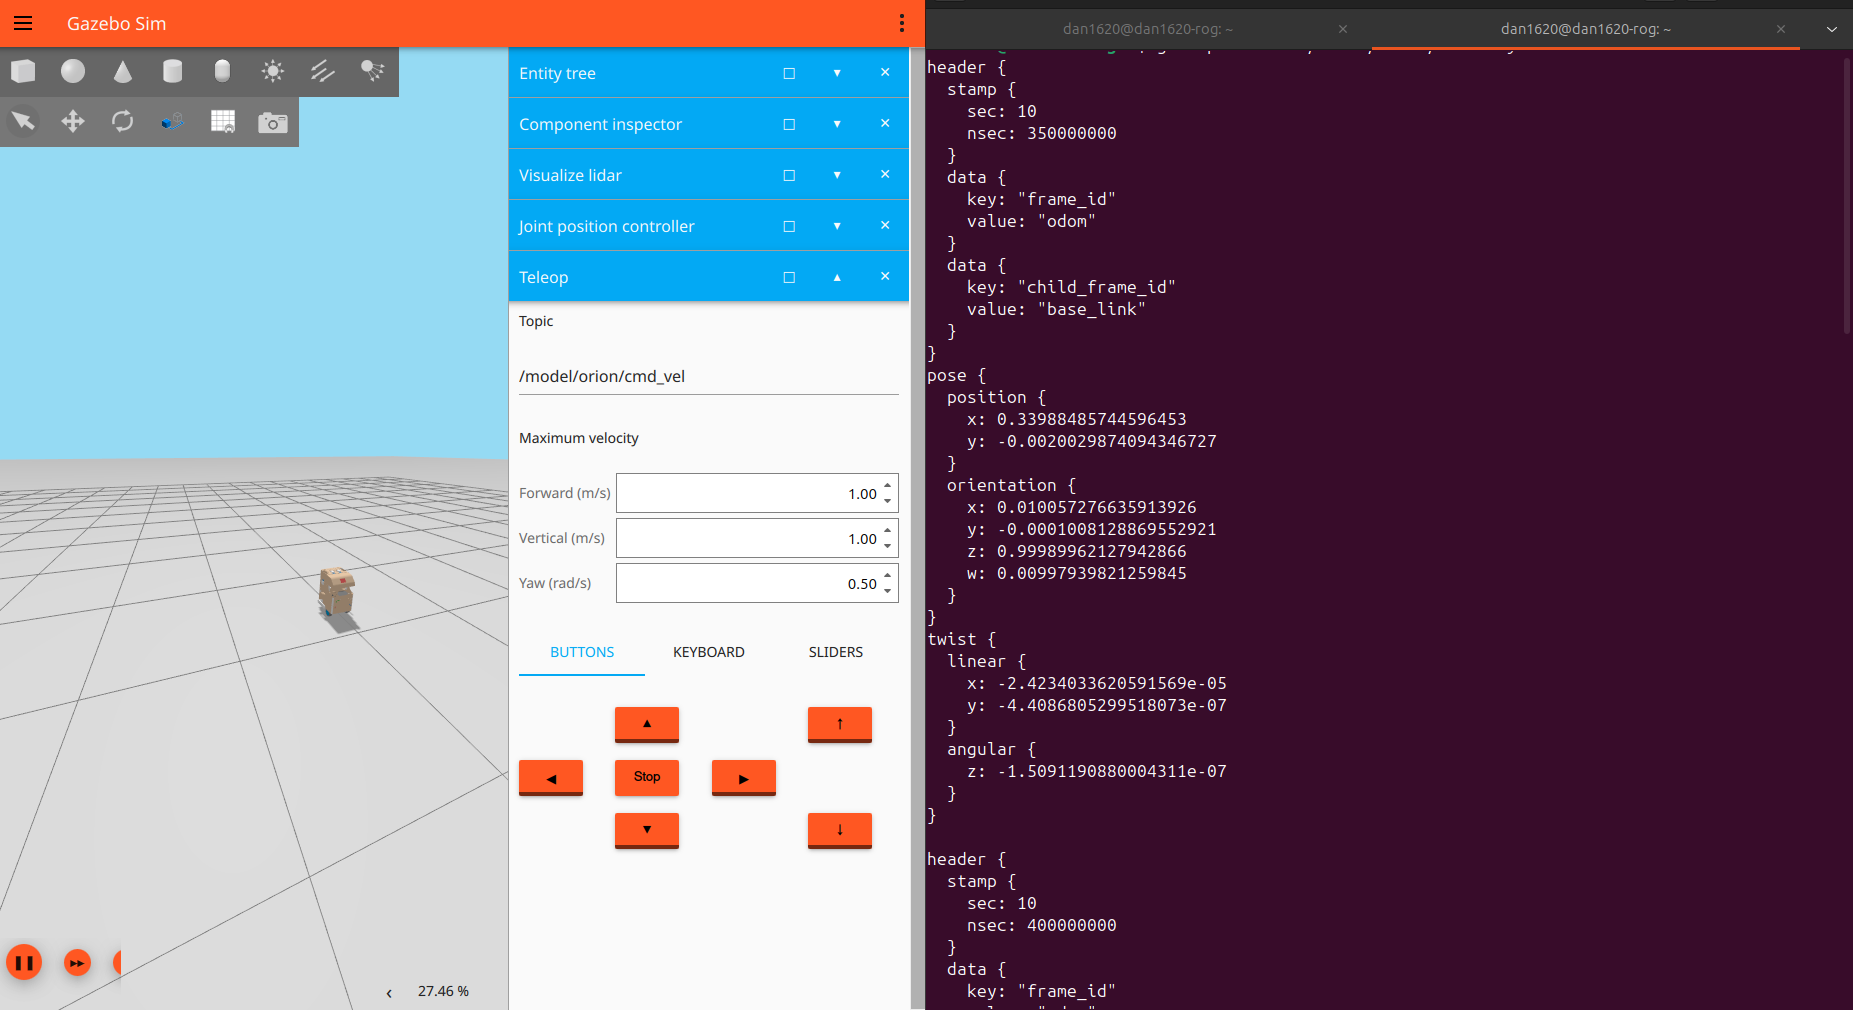 Gazebo Sim
Entity tree
Component inspector
Visualize lidar
Joint position controller
Teleop
Topic
/model/orion/cmd_vel
Maximum velocity
Forward (m/s) 1.00
Vertical (m/s) 1.00
Yaw (rad/s) 0.50
BUTTONS KEYBOARD SLIDERS
Stop
27.46 %
dan1620@dan1620-rog: ~ dan1620@dan1620-rog: ~
header {
  stamp {
    sec: 10
    nsec: 350000000
  }
  data {
    key: "frame_id"
    value: "odom"
  }
  data {
    key: "child_frame_id"
    value: "base_link"
  }
}
pose {
  position {
    x: 0.33988485744596453
    y: -0.0020029874094346727
  }
  orientation {
    x: 0.010057276635913926
    y: -0.0001008128869552921
    z: 0.99989962127942866
    w: 0.00997939821259845
  }
}
twist {
  linear {
    x: -2.4234033620591569e-05
    y: -4.4086805299518073e-07
  }
  angular {
    z: -1.5091190880004311e-07
  }
}
header {
  stamp {
    sec: 10
    nsec: 400000000
  }
  data {
    key: "frame_id"